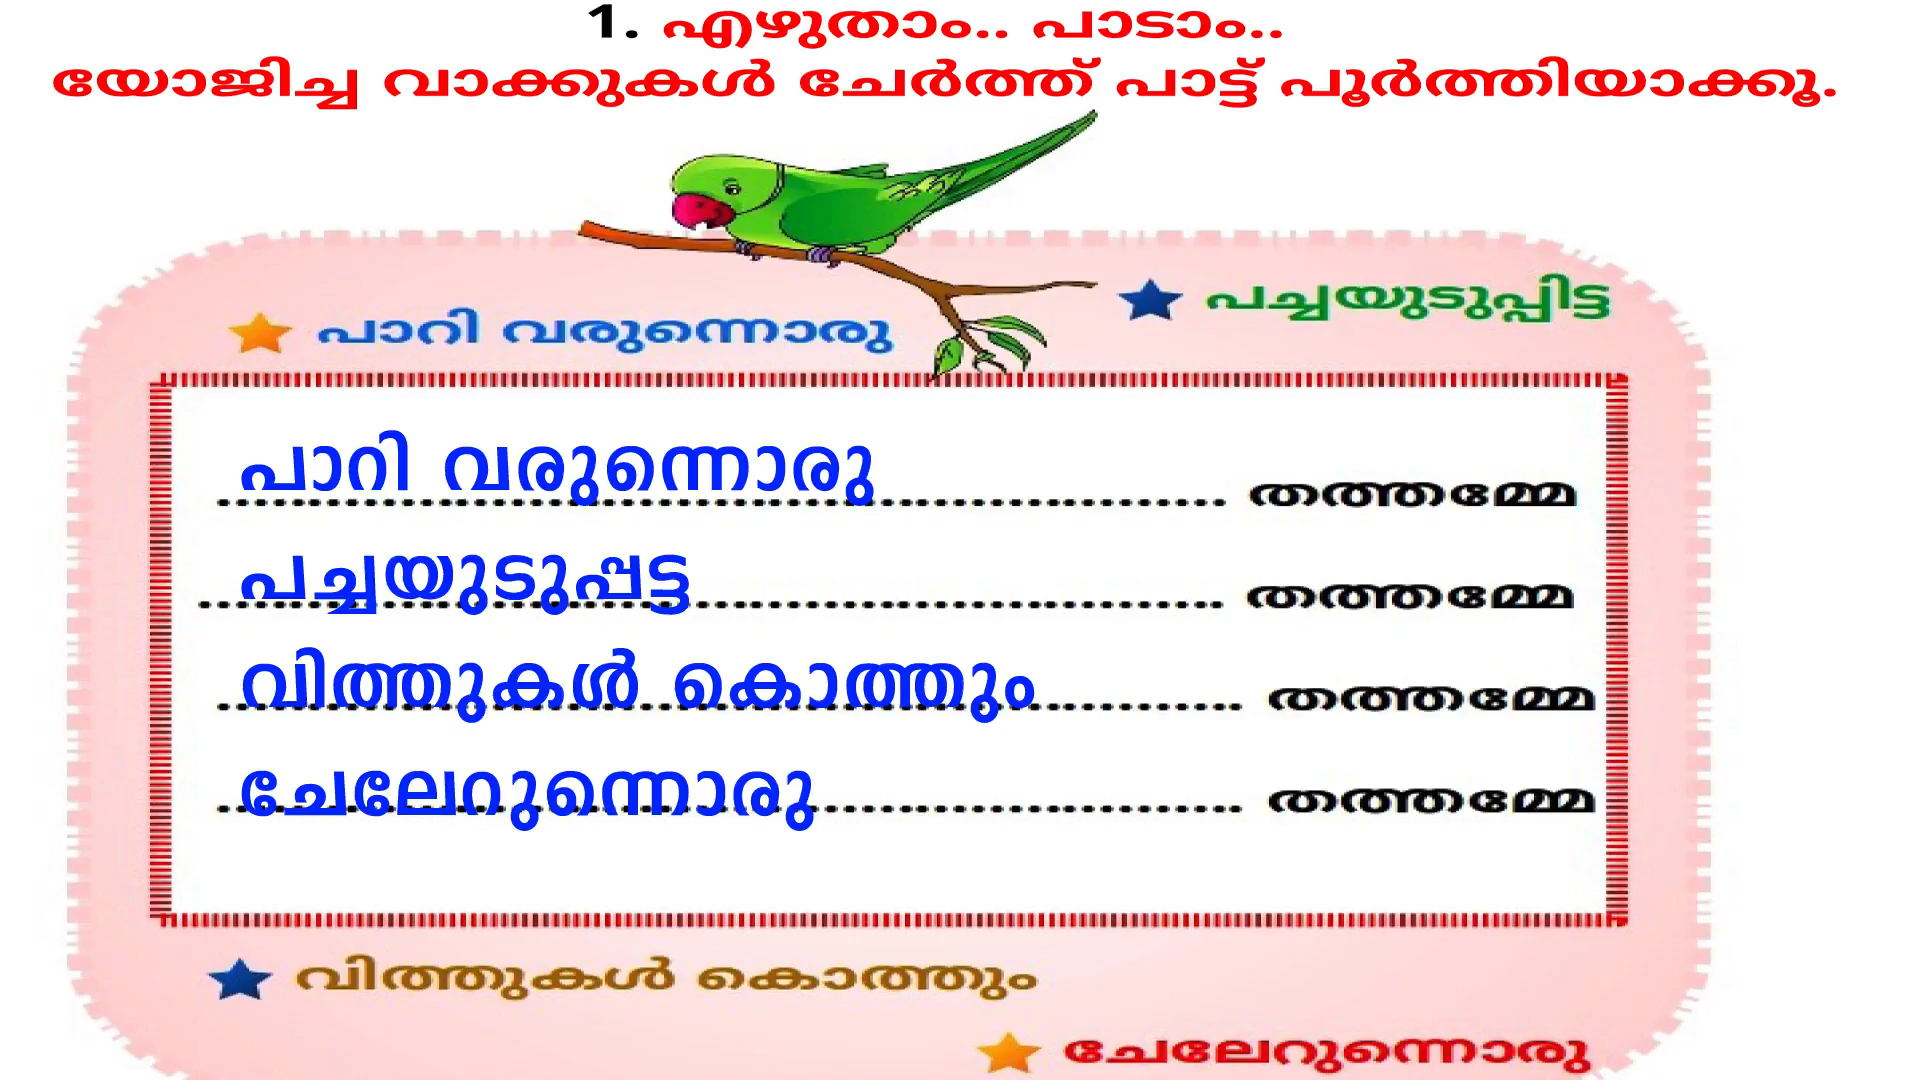 1. എഴുതാം.. പാടാം..
യോജിച്ച വാക്കുകൾ ചേർത്ത് പാട്ട് പൂർത്തിയാക്കൂ.
★ പാറി വരുന്നൊരു ★ പച്ചയുടുപ്പിട്ട
പാറി വരുന്നൊരു തത്തമ്മേ
പച്ചയുടുപ്പട്ട തത്തമ്മേ
വിത്തുകൾ കൊത്തും തത്തമ്മേ
ചേലേറുന്നൊരു തത്തമ്മേ
★ വിത്തുകൾ കൊത്തും
★ ചേലേറുന്നൊരു